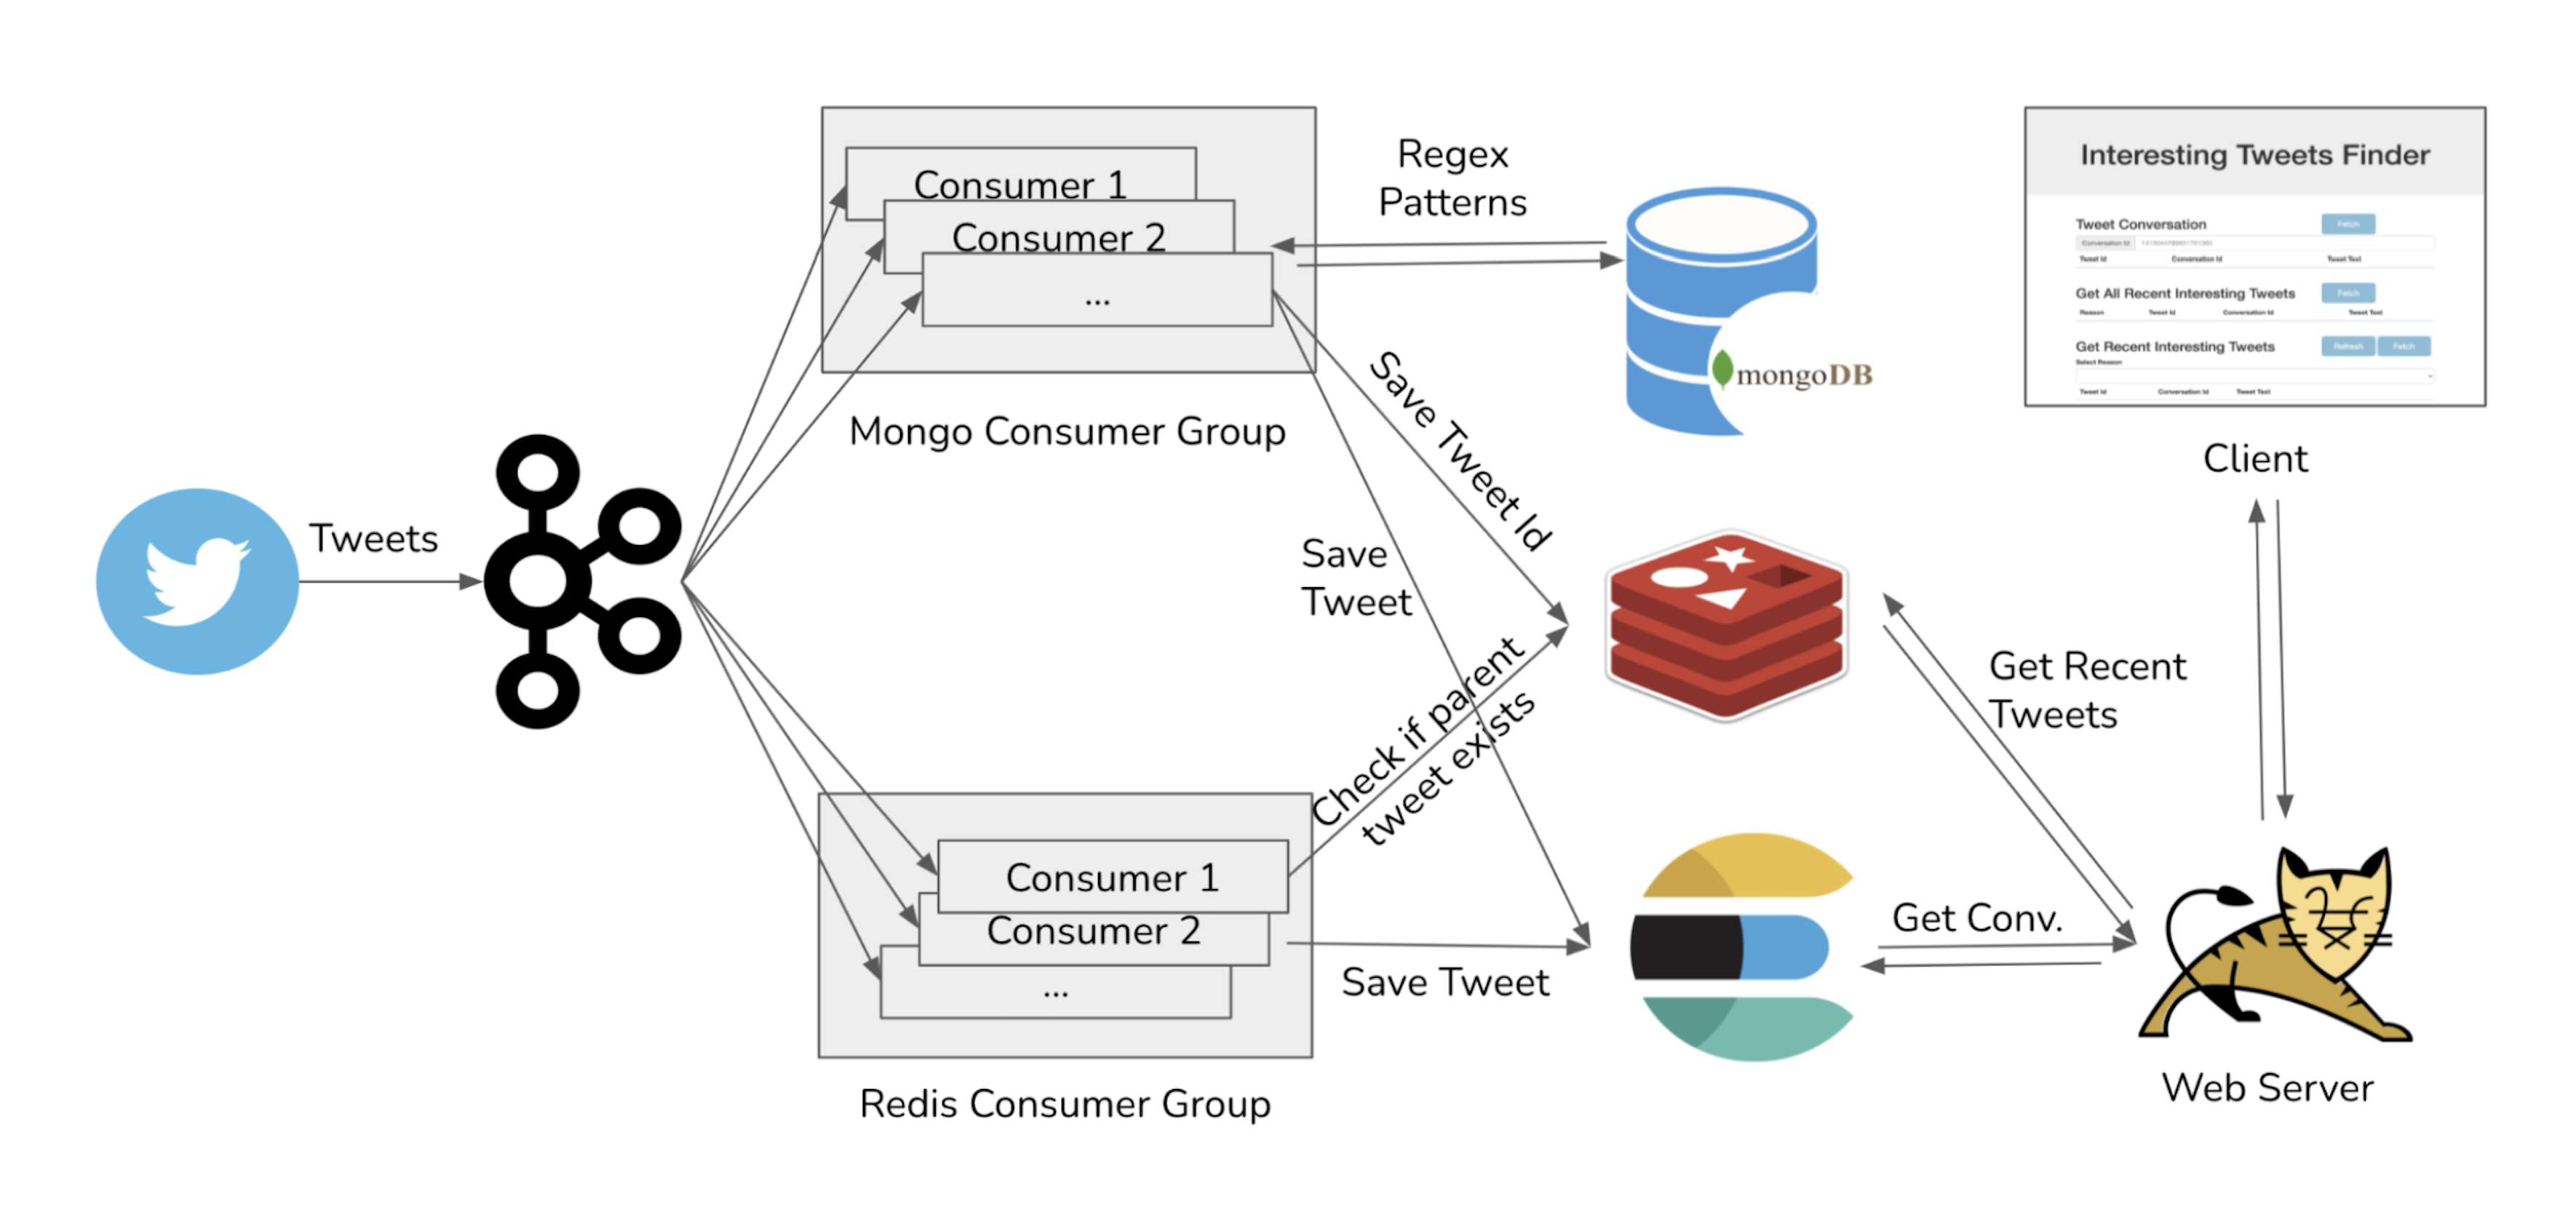 Tweets
Consumer 1
Consumer 2
...
Mongo Consumer Group
Regex
Patterns
mongoDB
Save Tweet Id
Save
Tweet
Check if parent
tweet exists
Consumer 1
Consumer 2
...
Redis Consumer Group
Save Tweet
Interesting Tweets Finder
Tweet Conversation
Fetch
Conversation Id
Tweet Id Conversation Id Tweet Text
Get All Recent Interesting Tweets
Fetch
Reason Tweet Id Conversation Id Tweet Text
Get Recent Interesting Tweets
Refresh Fetch
Select Reason
Tweet Id Conversation Id Tweet Text
Client
Get Recent
Tweets
Get Conv.
Web Server